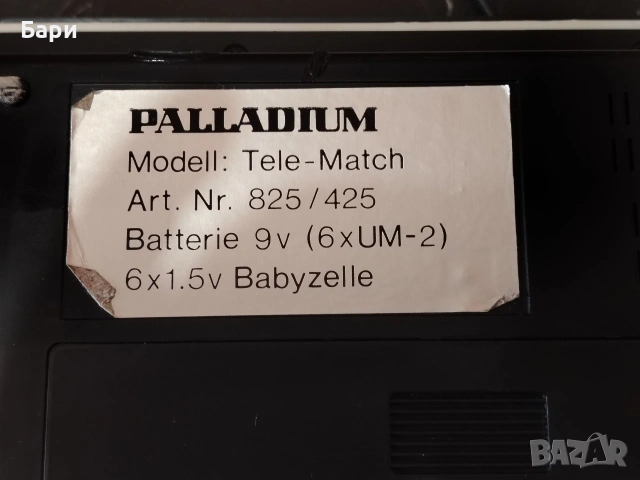 Бари
PALLADIUM
Modell: Tele-Match
Art. Nr. 825/425
Batterie 9v (6xUM-2)
6x1.5v Babyzelle
BAZAR